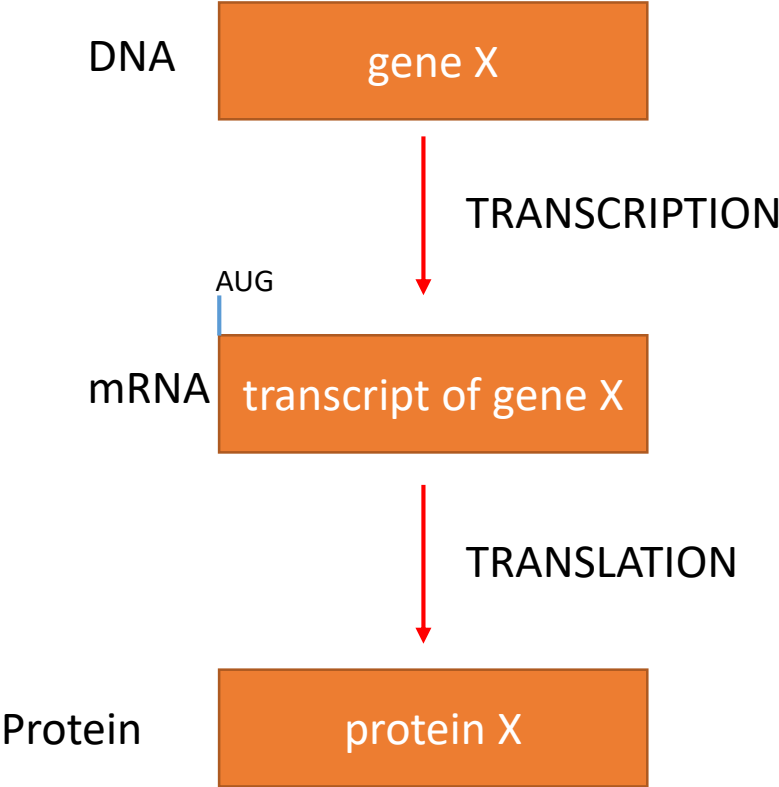 DNA
gene X
TRANSCRIPTION
AUG
mRNA
transcript of gene X
TRANSLATION
Protein
protein X